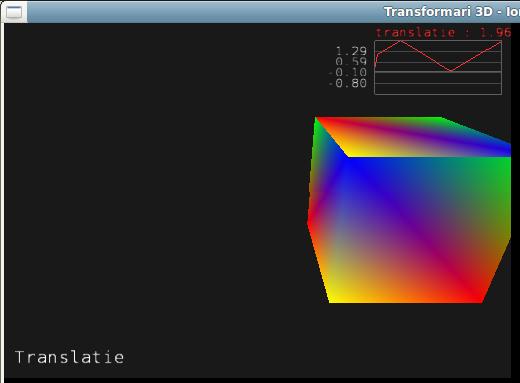 Transformari 3D - Io
translatie : 1.96
1.29
0.59
-0.10
-0.80
Translatie